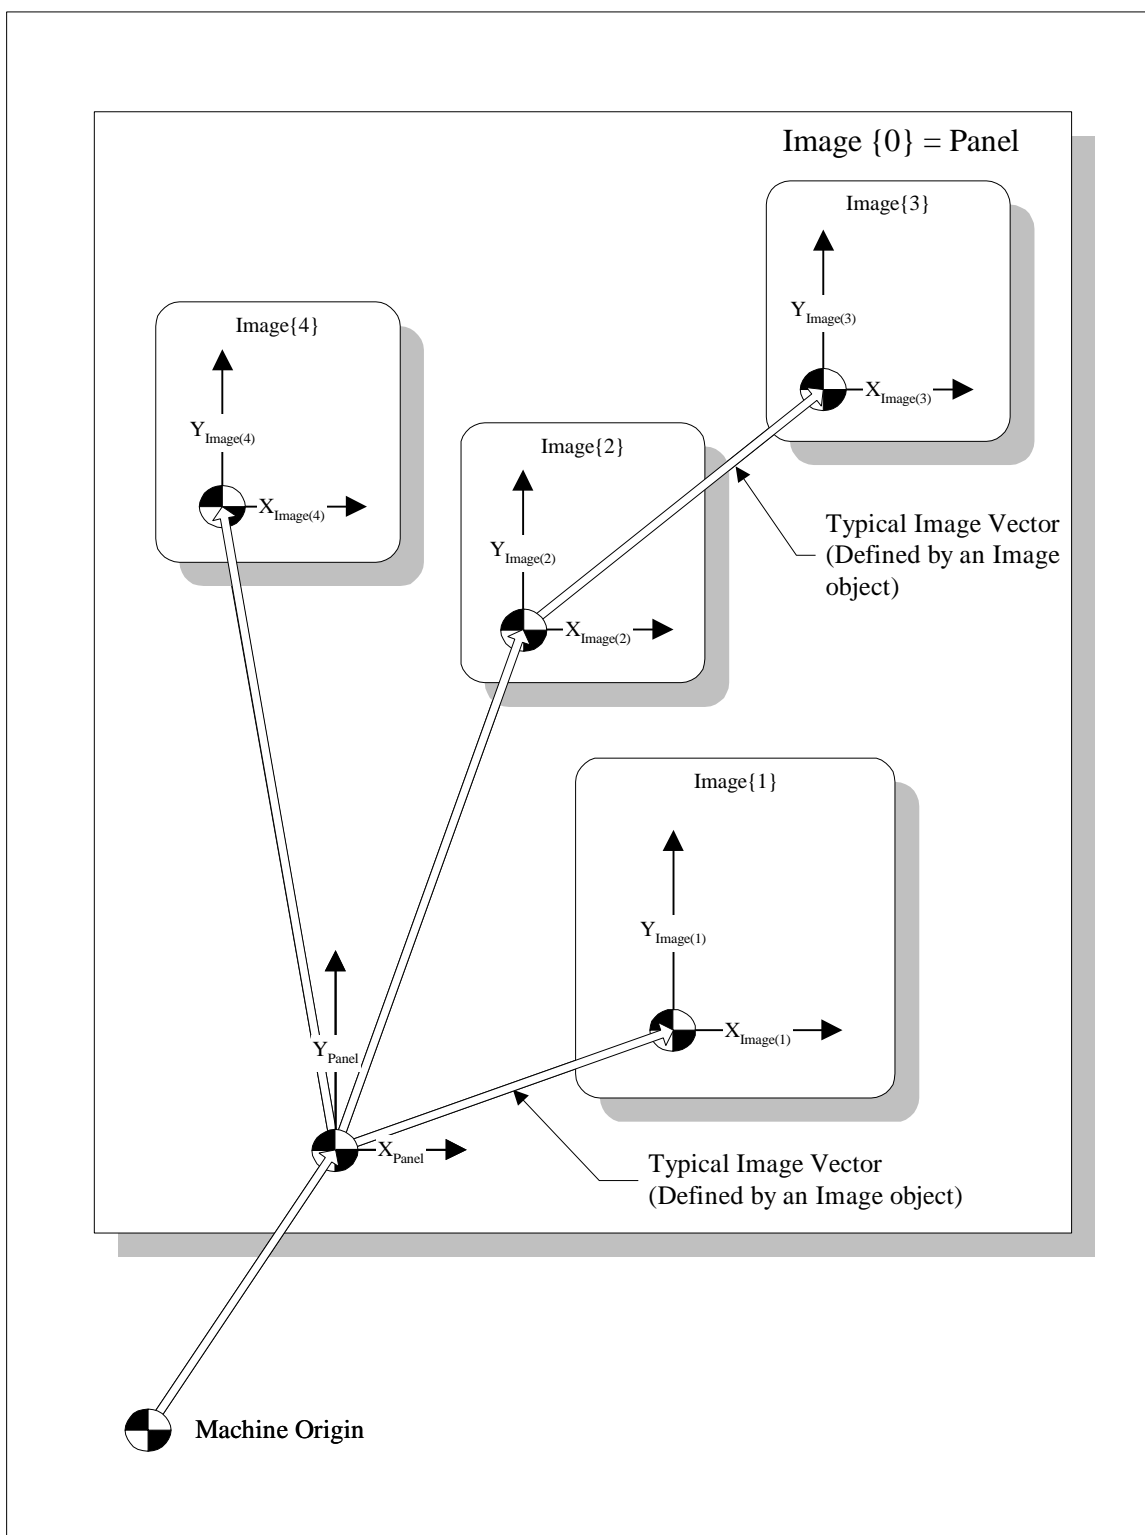 Image {0} = Panel
Image{3}
Y Image(3)
X Image(3)
Image{4}
Y Image(4)
X Image(4)
Image{2}
Y Image(2)
X Image(2)
Typical Image Vector
(Defined by an Image
object)
Image{1}
Y Image(1)
X Image(1)
Y Panel
X Panel
Typical Image Vector
(Defined by an Image object)
Machine Origin